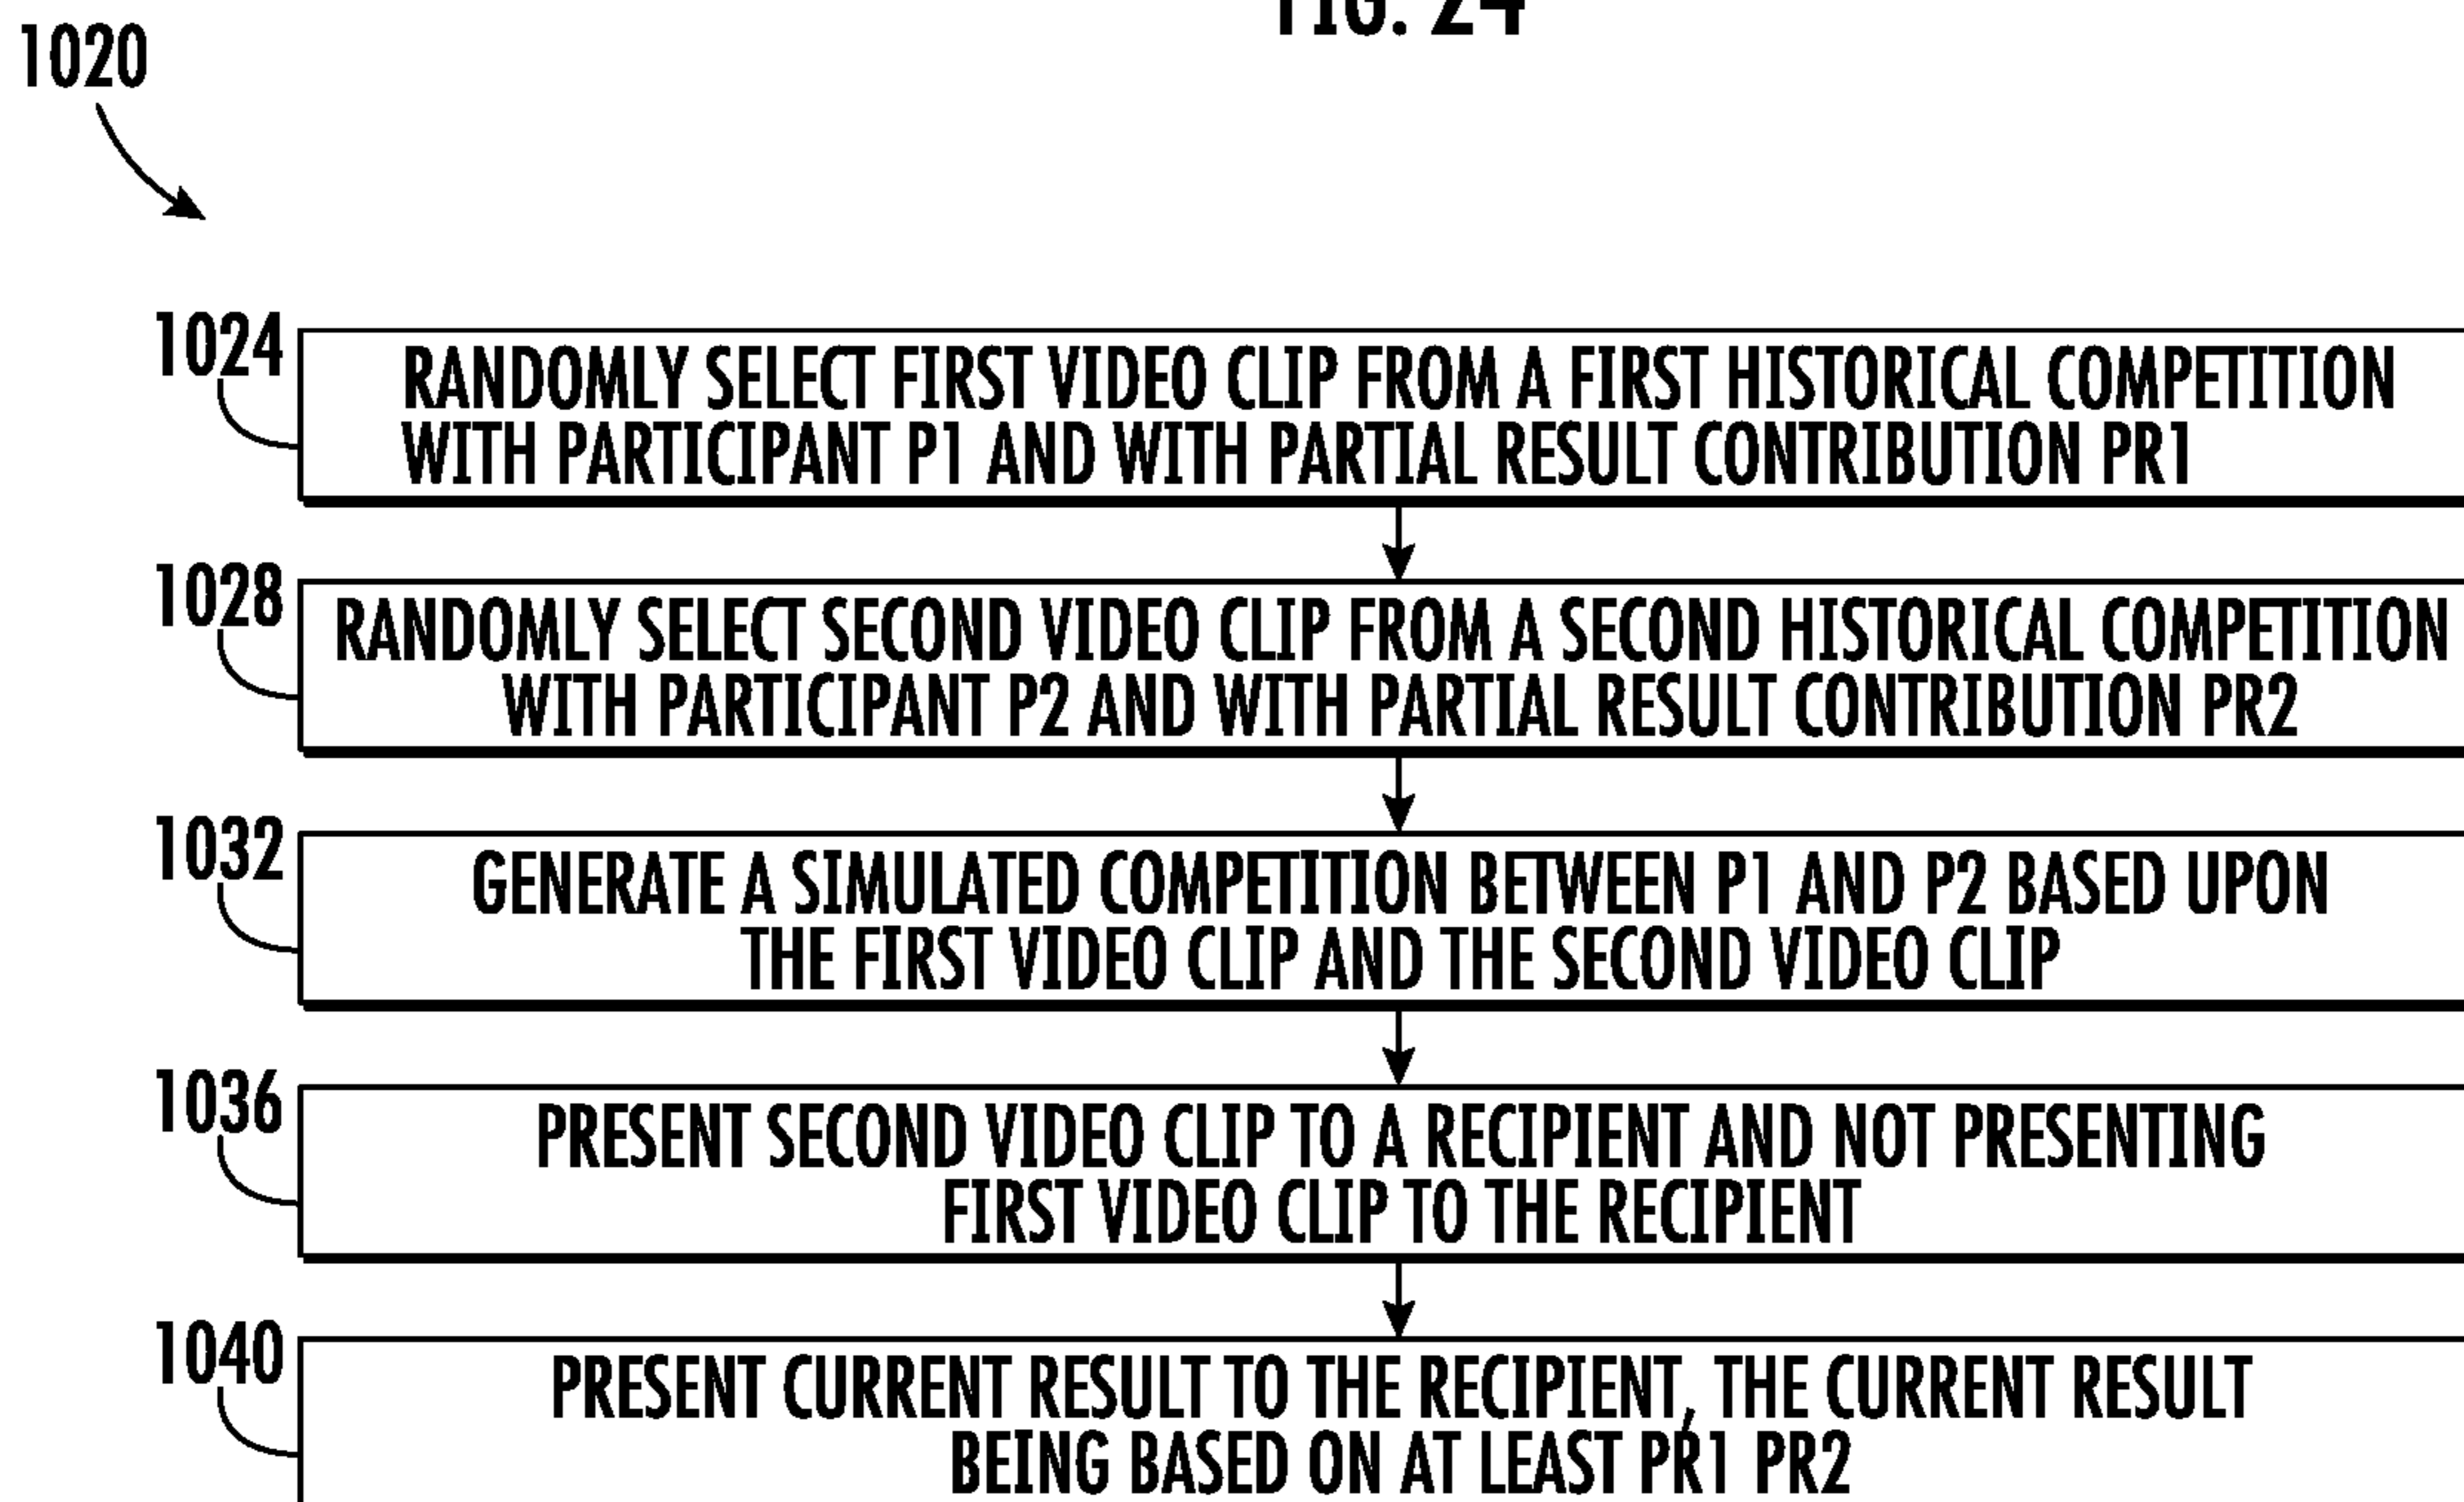 FIG. 24
1020
1024
RANDOMLY SELECT FIRST VIDEO CLIP FROM A FIRST HISTORICAL COMPETITION
WITH PARTICIPANT P1 AND WITH PARTIAL RESULT CONTRIBUTION PR1
1028
RANDOMLY SELECT SECOND VIDEO CLIP FROM A SECOND HISTORICAL COMPETITION
WITH PARTICIPANT P2 AND WITH PARTIAL RESULT CONTRIBUTION PR2
1032
GENERATE A SIMULATED COMPETITION BETWEEN P1 AND P2 BASED UPON
THE FIRST VIDEO CLIP AND THE SECOND VIDEO CLIP
1036
PRESENT SECOND VIDEO CLIP TO A RECIPIENT AND NOT PRESENTING
FIRST VIDEO CLIP TO THE RECIPIENT
1040
PRESENT CURRENT RESULT TO THE RECIPIENT, THE CURRENT RESULT
BEING BASED ON AT LEAST PR1 PR2